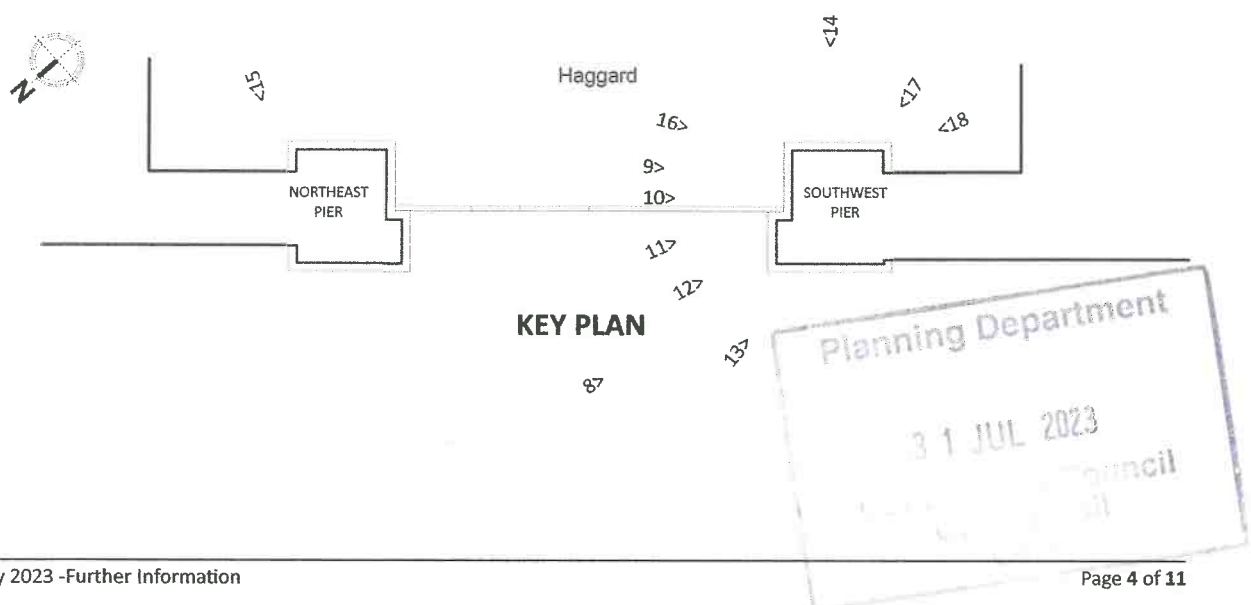 <14
N
<15
Haggard
<17
<18
16>
9>
NORTHEAST
PIER
10>
SOUTHWEST
PIER
11>
12>
KEY PLAN
13>
8>
Planning Department
31 JUL 2023
2023 -Further Information
Page 4 of 11